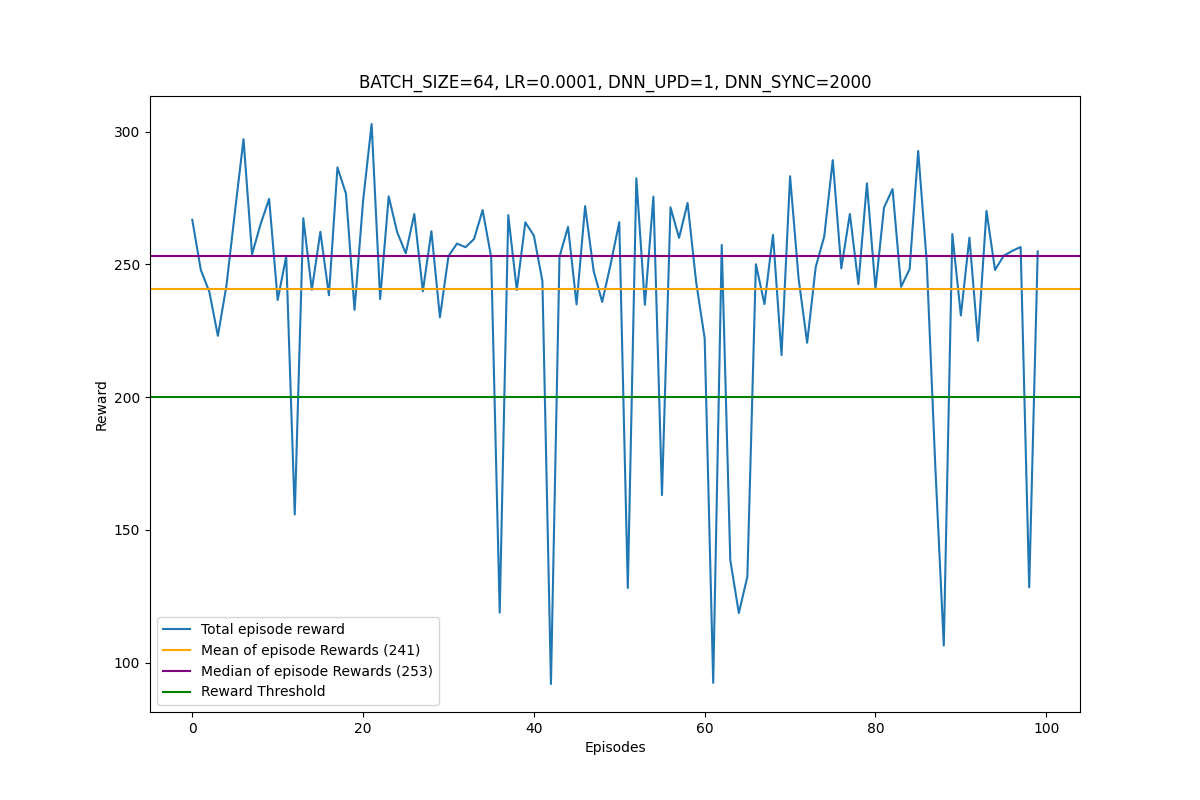 BATCH_SIZE=64, LR=0.0001, DNN_UPD=1, DNN_SYNC=2000
300
250
200
150
100
Reward
Total episode reward
Mean of episode Rewards (241)
Median of episode Rewards (253)
Reward Threshold
0 20 40 60 80 100
Episodes